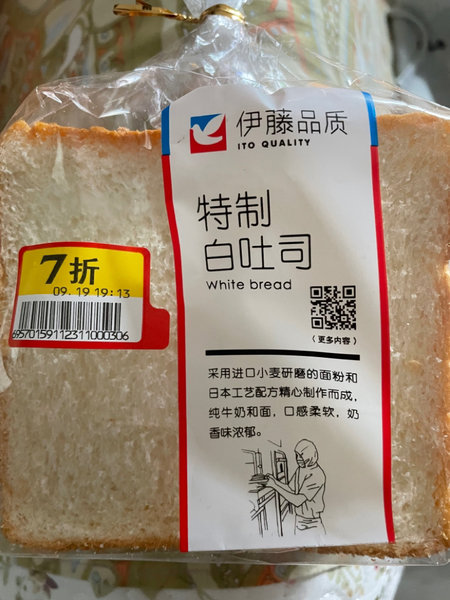 伊藤品质
ITO QUALITY
特制
白吐司
White bread
(更多内容)
7折
09.19 19:13
69570159112311000306
采用进口小麦研磨的面粉和
日本工艺配方精心制作而成，
纯牛奶和面，口感柔软，奶
香味浓郁。